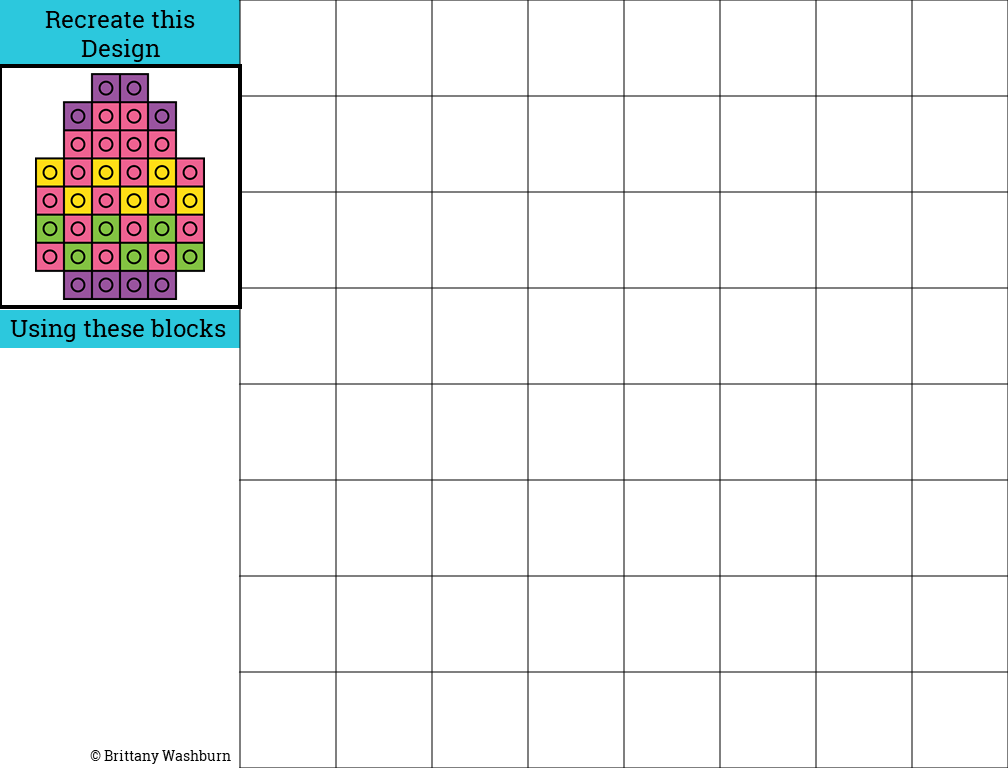 Recreate this
Design
Using these blocks
© Brittany Washburn